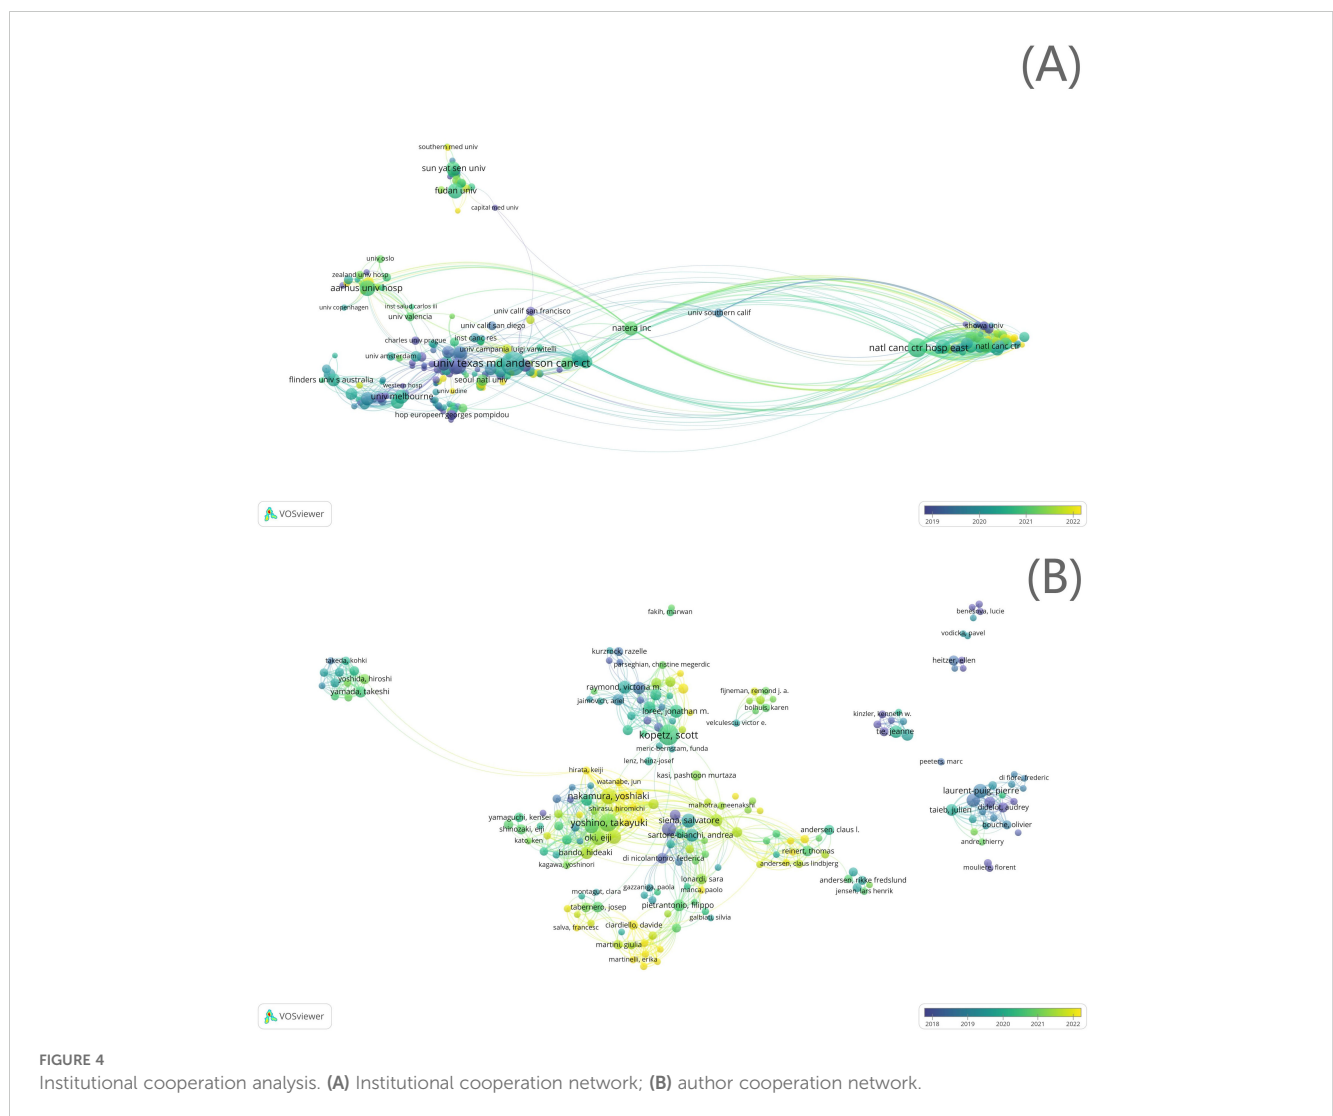 (A)
southern med univ
sun yat sen univ
fudan univ
capital med univ
univ oslo
zealand univ hosp
aarhus univ hosp
univ copenhagen
inst salud carlos iii
univ valencia
univ calif san francisco
univ calif san diego
natera inc
univ southern calif
showa univ
charles univ prague
inst canc res
univ campania luigi vanvitelli
natl canc ctr hosp east
natl canc ctr
univ amsterdam
univ texas md anderson canc ct
flinders univ s australia
western hosp
seoul natl univ
univ udine
univ melbourne
hop europeen georges pompidou
VOSviewer
2019 2020 2021 2022
(B)
fakih, marwan
benesova, lucie
vodicka, pavel
heitzer, ellen
takeda, kohki
yoshida, hiroshi
yamada, takeshi
kurzrock, razelle
parseghian, christine megerdic
raymond, victoria m.
jaimovich, ariel
loree, jonathan m.
fijneman, remond j. a.
bolhuis, karen
velculescu, victor e.
kinzler, kenneth w.
tie, jeanne
kopetz, scott
meric-bernstam, funda
lenz, heinz-josef
peeters, marc
hirata, keiji
kasi, pashtoon murtaza
watanabe, jun
di fiore, frederic
laurent-puig, pierre
nakamura, yoshiaki
shirasu, hiromichi
malhotra, meenakshi
taieb, julien
didelot, audrey
yamaguchi, kensei
yoshino, takayuki
siena, salvatore
bouche, olivier
shinozaki, eiji
sartore-bianchi, andrea
andersen, claus l.
kato, ken
oki, eiji
andre, thierry
bando, hideaki
reinert, thomas
kagawa, yoshinori
di nicolantonio, federica
andersen, claus lindbjerg
mouliere, florent
lonardi, sara
andersen, rikke fredslund
montagut, clara
gazzaniga, paola
manca, paolo
jensen, lars henrik
tabernero, josep
pietrantonio, filippo
galbiati, silvia
salva, francesc
ciardiello, davide
martini, giulia
martinelli, erika
VOSviewer
2018 2019 2020 2021 2022
FIGURE 4
Institutional cooperation analysis. (A) Institutional cooperation network; (B) author cooperation network.